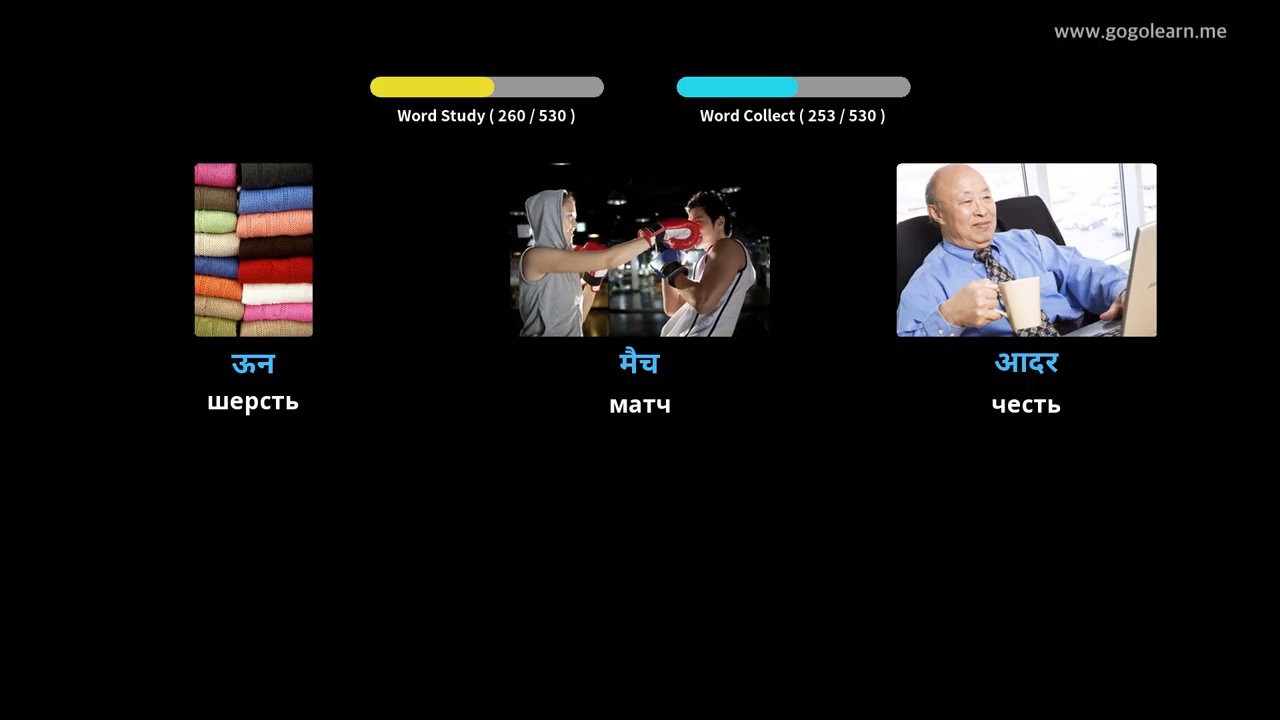 www.gogolearn.me
Word Study ( 260 / 530 )
Word Collect ( 253 / 530 )
ऊन
मैच
आदर
шерсть
матч
честь